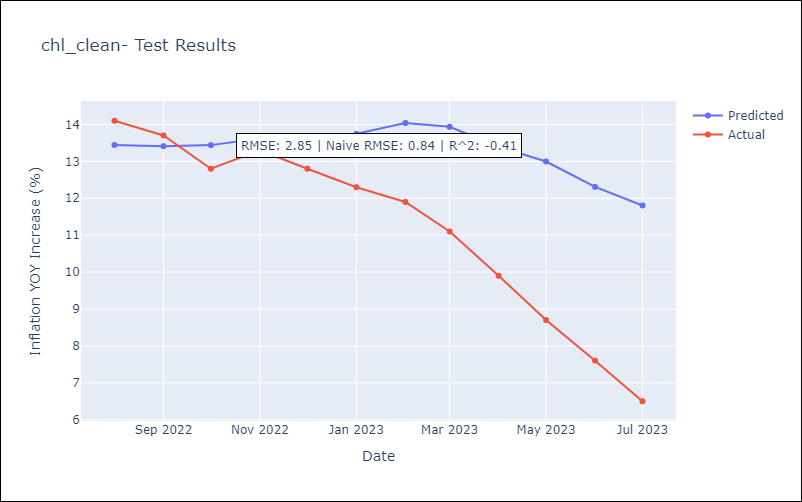 chl_clean- Test Results
Predicted
Actual
RMSE: 2.85 | Naive RMSE: 0.84 | R^2: -0.41
Inflation YOY Increase (%)
14
13
12
11
10
9
8
7
6
Sep 2022 Nov 2022 Jan 2023 Mar 2023 May 2023 Jul 2023
Date